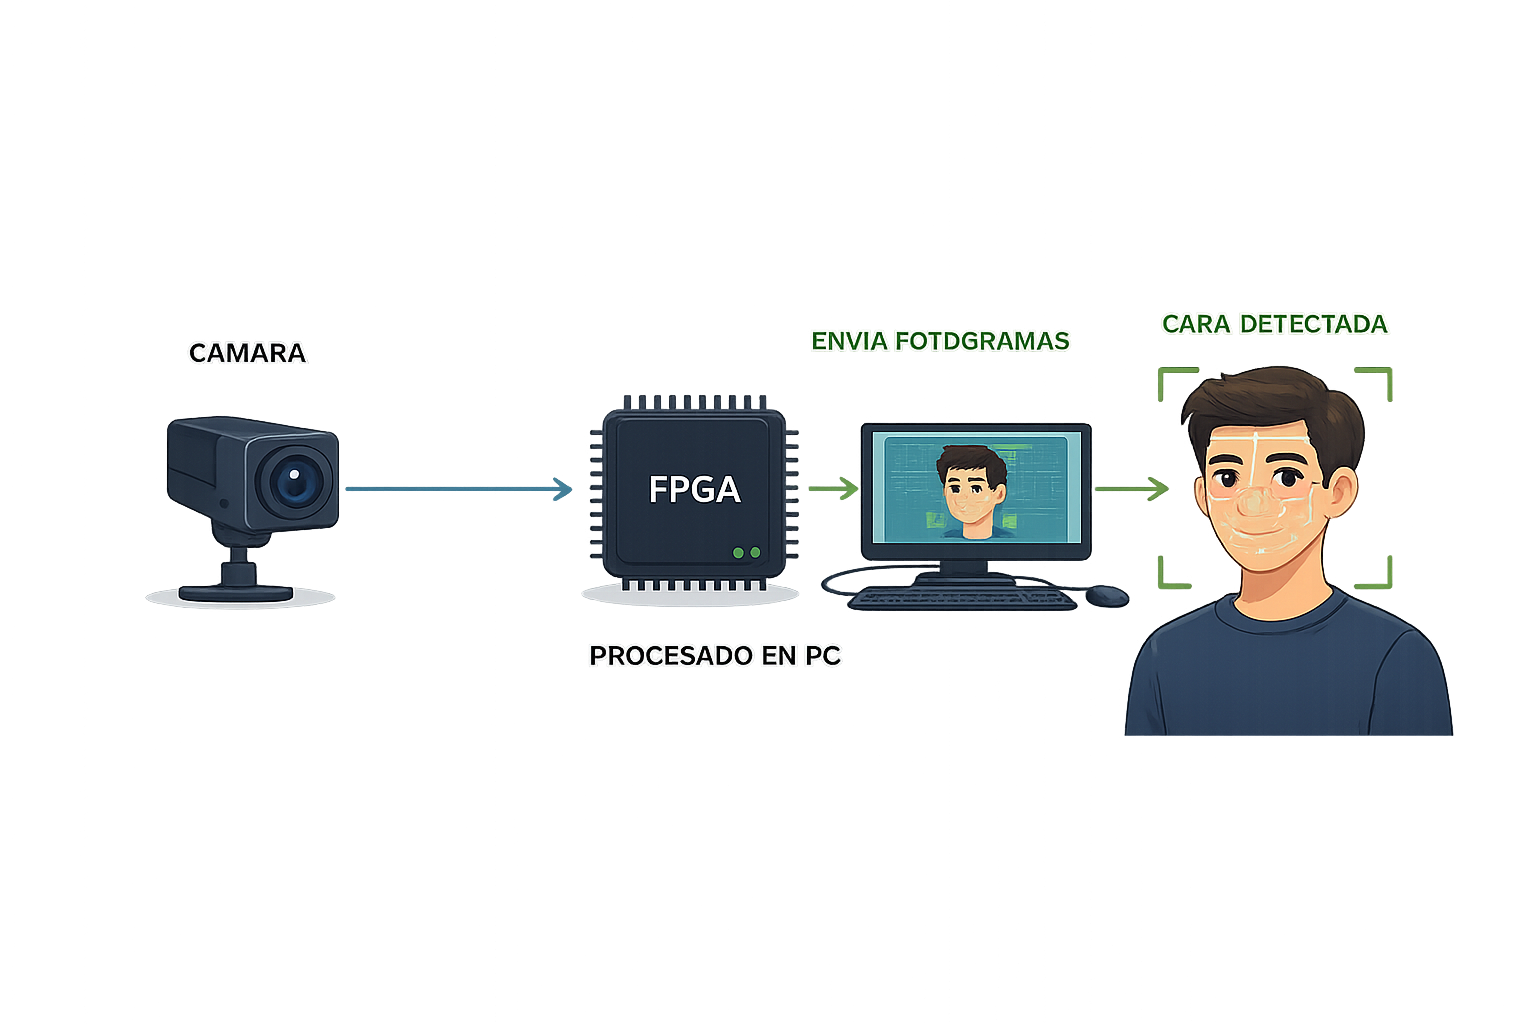 CAMARA
FPGA
PROCESADO EN PC
ENVIA FOTDGRAMAS
CARA DETECTADA